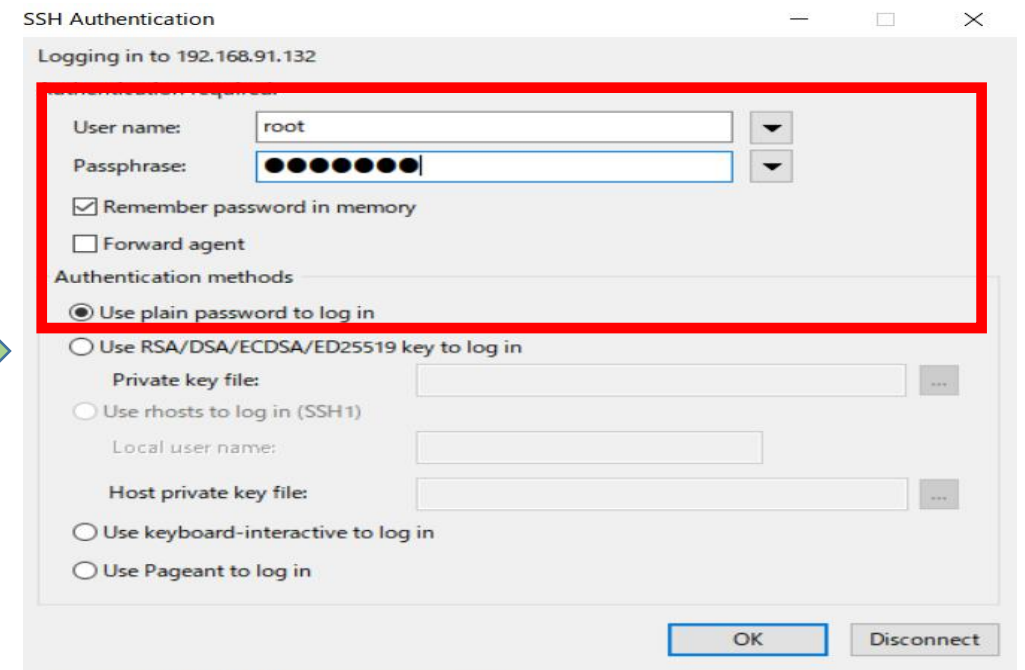 SSH Authentication
Logging in to 192.168.91.132
Authentication required.
User name: root
Passphrase: ●●●●●●●
Remember password in memory
Forward agent
Authentication methods
Use plain password to log in
Use RSA/DSA/ECDSA/ED25519 key to log in
Private key file: ...
Use rhosts to log in (SSH1)
Local user name:
Host private key file: ...
Use keyboard-interactive to log in
Use Pageant to log in
OK Disconnect